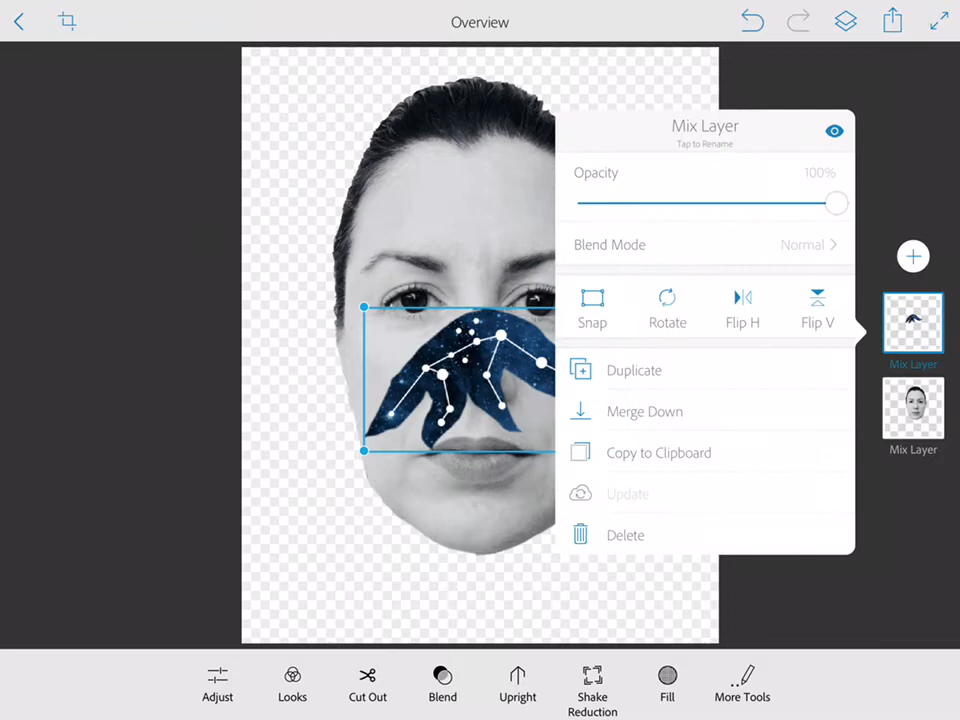 Overview
Mix Layer
Tap to Rename
Opacity 100%
Blend Mode Normal
Snap Rotate Flip H Flip V
Duplicate
Merge Down
Copy to Clipboard
Update
Delete
Mix Layer
Mix Layer
Adjust Looks Cut Out Blend Upright Shake Reduction Fill More Tools